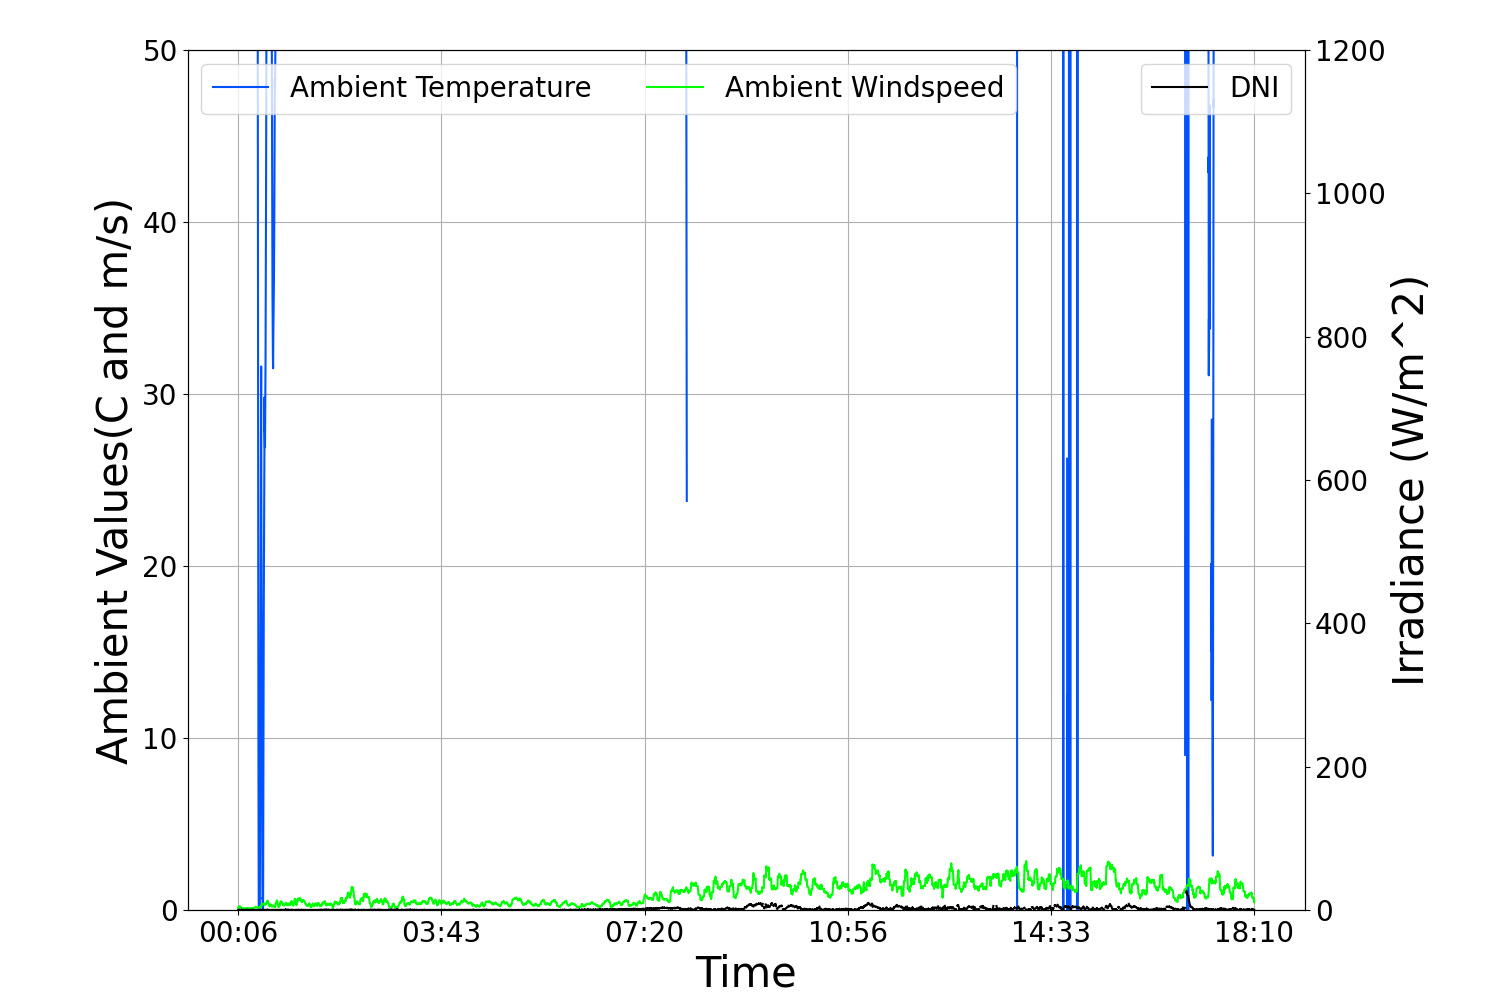 Ambient Temperature
Ambient Windspeed
DNI
Ambient Values(C and m/s)
50
40
30
20
10
0
1200
1000
800
600
400
200
0
Irradiance (W/m^2)
00:06 03:43 07:20 10:56 14:33 18:10
Time